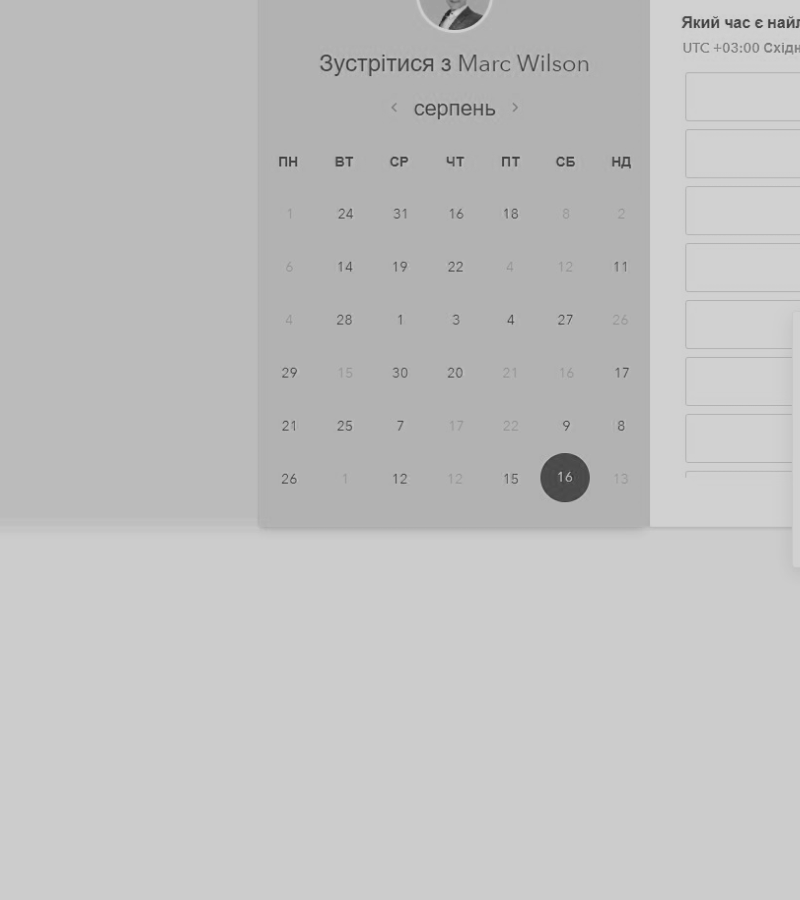 Зустрітися з Marc Wilson
< серпень >
ПН ВТ СР ЧТ ПТ СБ НД
1 24 31 16 18 8 2
6 14 19 22 4 12 11
4 28 1 3 4 27 26
29 15 30 20 21 16 17
21 25 7 17 22 9 8
26 1 12 12 15 16 13
Який час є
UTC +03:00